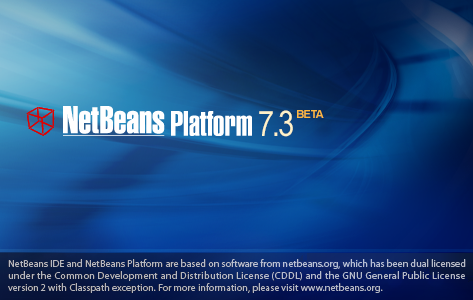 NetBeans Platform 7.3 BETA
NetBeans IDE and NetBeans Platform are based on software from netbeans.org, which has been dual licensed
under the Common Development and Distribution License (CDDL) and the GNU General Public License
version 2 with Classpath exception. For more information, please visit www.netbeans.org.